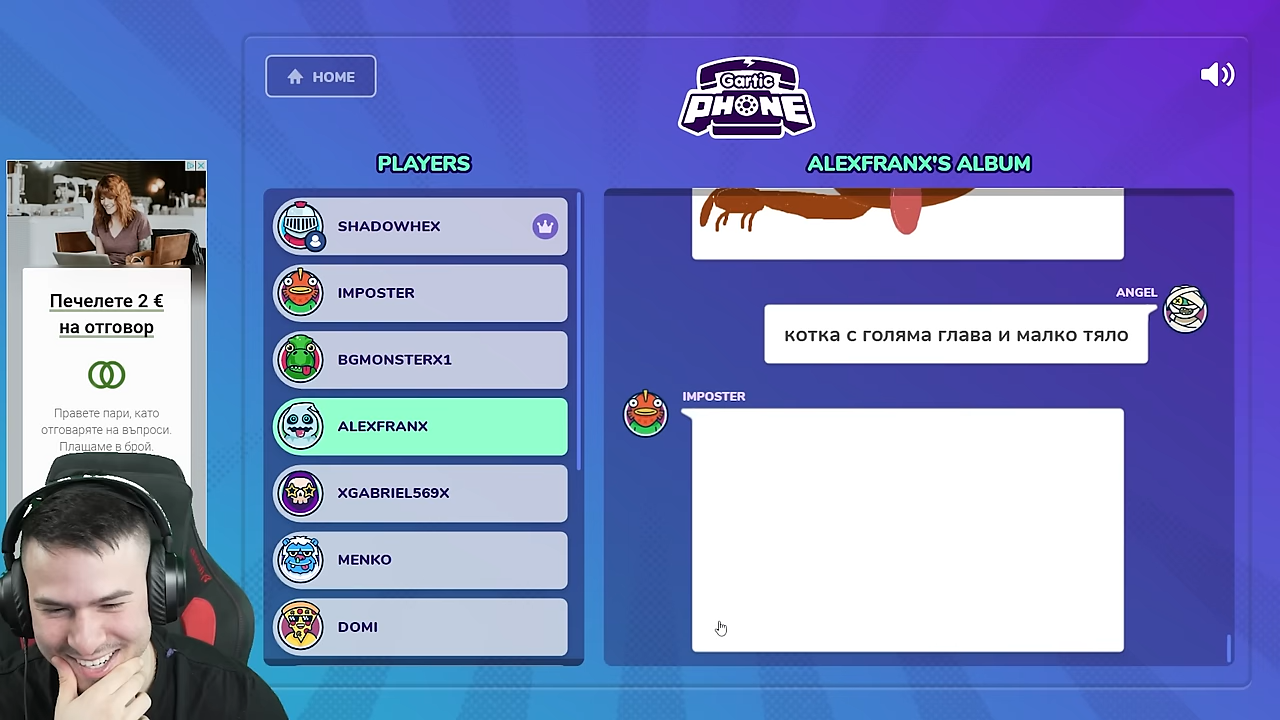 HOME
Gartic
PHONE
PLAYERS
ALEXFRANX'S ALBUM
SHADOWHEX
IMPOSTER
BGMONSTERX1
ALEXFRANX
XGABRIEL569X
MENKO
DOMI
ANGEL
котка с голяма глава и малко тяло
IMPOSTER
Печелете 2 €
на отговор
Правете пари, като
отговаряте на въпроси.
Плащаме в брой.